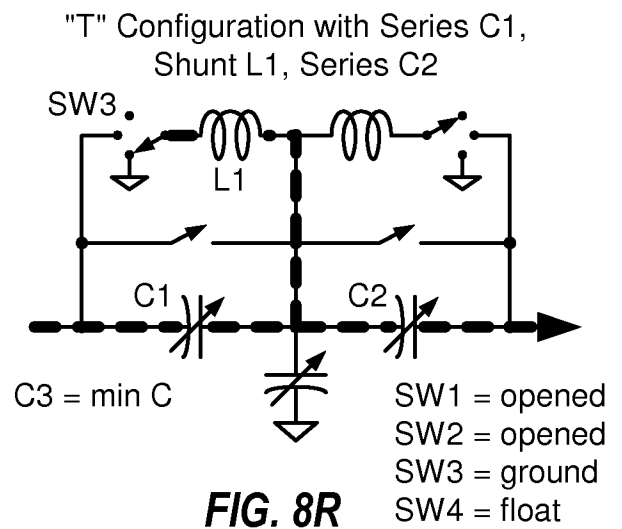 "T" Configuration with Series C1,
Shunt L1, Series C2
SW3
L1
C1
C2
C3 = min C
SW1 = opened
SW2 = opened
SW3 = ground
SW4 = float
FIG. 8R